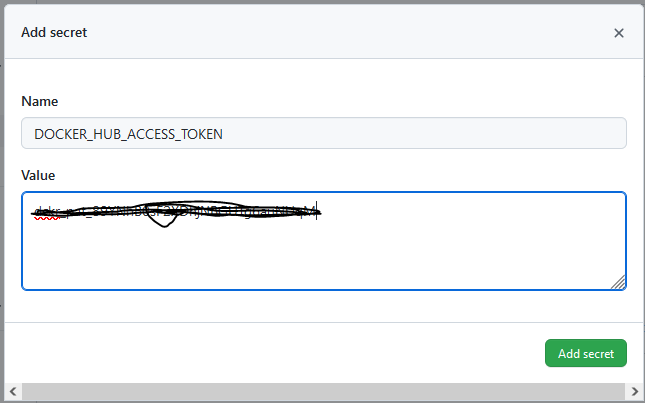 Add secret
Name
DOCKER_HUB_ACCESS_TOKEN
Value
Add secret